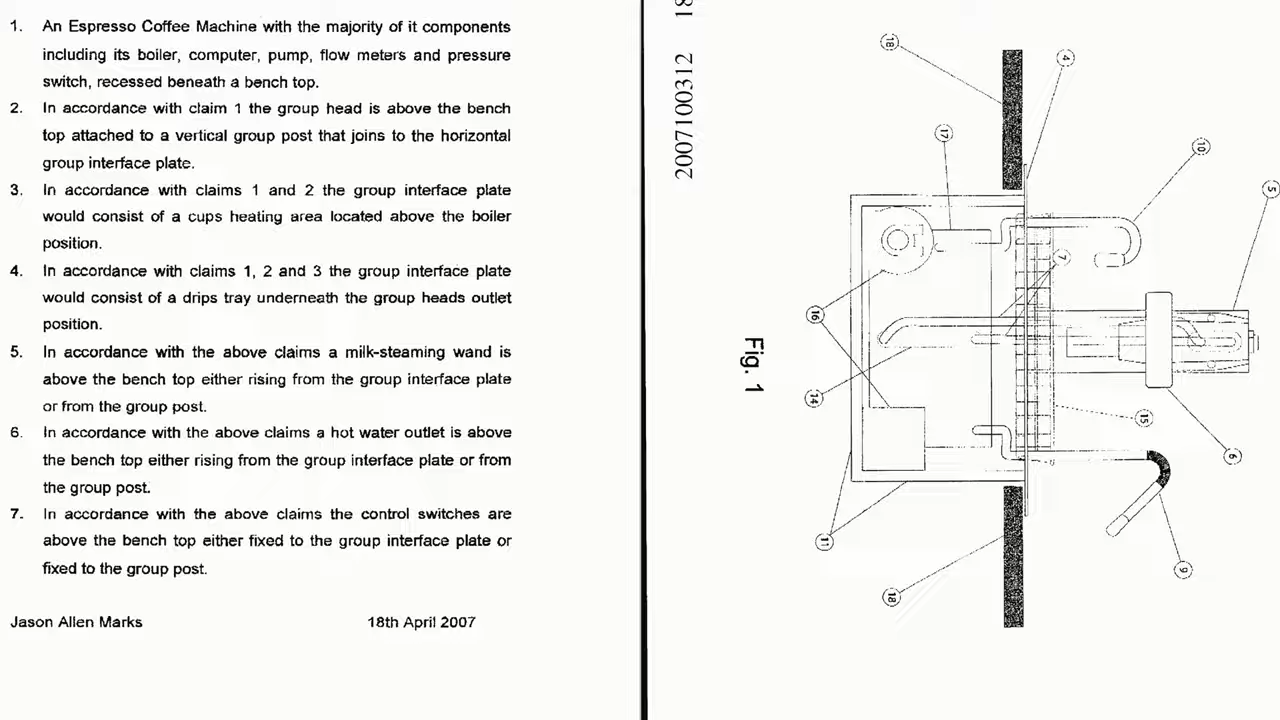 1. An Espresso Coffee Machine with the majority of it components
including its boiler, computer, pump, flow meters and pressure
switch, recessed beneath a bench top.
2. In accordance with claim 1 the group head is above the bench
top attached to a vertical group post that joins to the horizontal
group interface plate.
3. In accordance with claims 1 and 2 the group interface plate
would consist of a cups heating area located above the boiler
position.
4. In accordance with claims 1, 2 and 3 the group interface plate
would consist of a drips tray underneath the group heads outlet
position.
5. In accordance with the above claims a milk-steaming wand is
above the bench top either rising from the group interface plate
or from the group post.
6. In accordance with the above claims a hot water outlet is above
the bench top either rising from the group interface plate or from
the group post.
7. In accordance with the above claims the control switches are
above the bench top either fixed to the group interface plate or
fixed to the group post.
Jason Allen Marks 18th April 2007
2007100312 18
18
4
17
10
5
7
16
14
15
6
11
9
18
Fig. 1